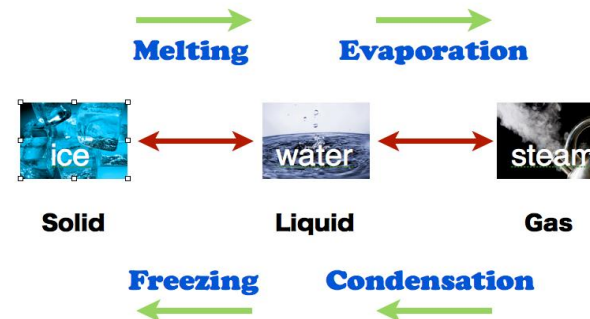 Melting Evaporation
ice water steam
Solid Liquid Gas
Freezing Condensation